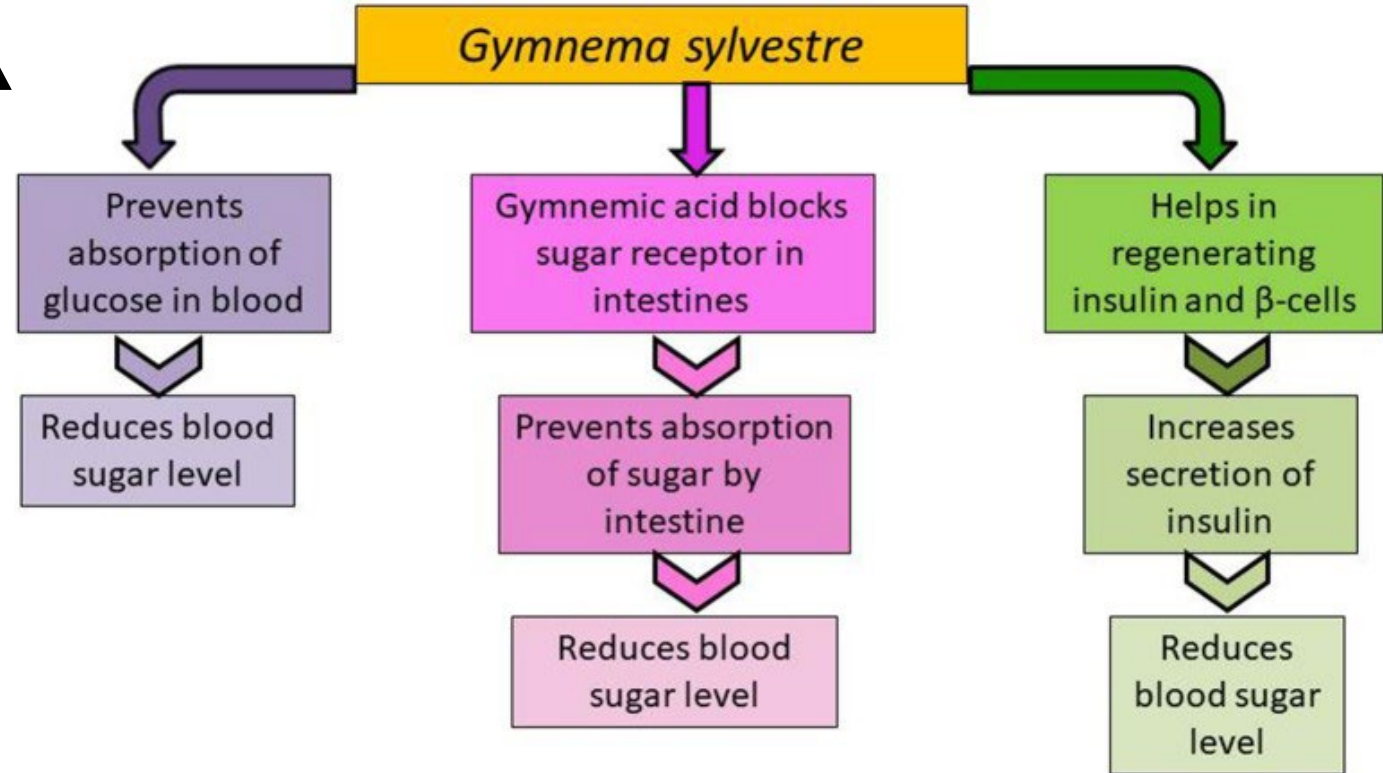 Gymnema sylvestre
Prevents
absorption of
glucose in blood
Reduces blood
sugar level
Gymnemic acid blocks
sugar receptor in
intestines
Prevents absorption
of sugar by
intestine
Reduces blood
sugar level
Helps in
regenerating
insulin and β-cells
Increases
secretion of
insulin
Reduces
blood sugar
level